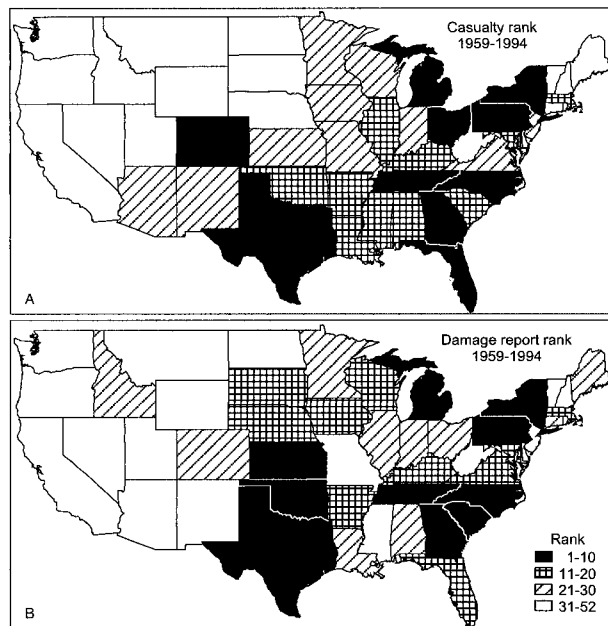 Casualty rank
1959-1994
A
Damage report rank
1959-1994
Rank
1-10
11-20
21-30
31-52
B